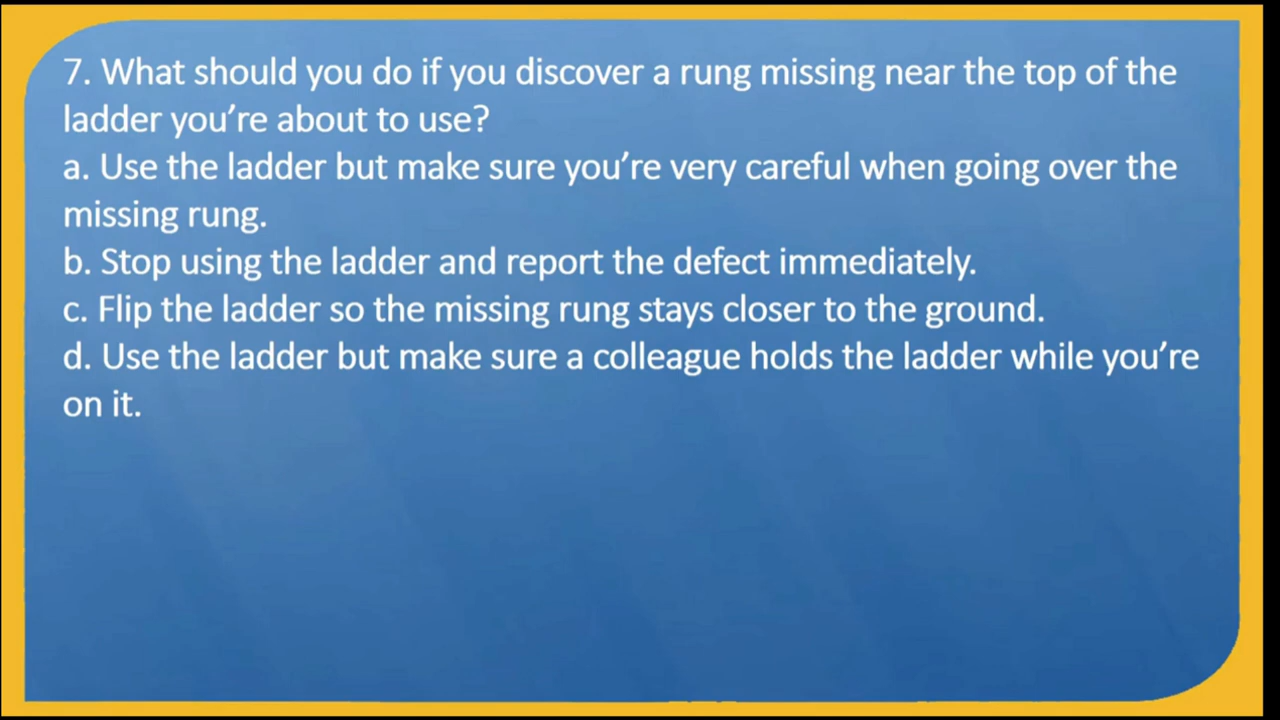 7. What should you do if you discover a rung missing near the top of the
ladder you’re about to use?
a. Use the ladder but make sure you’re very careful when going over the
missing rung.
b. Stop using the ladder and report the defect immediately.
c. Flip the ladder so the missing rung stays closer to the ground.
d. Use the ladder but make sure a colleague holds the ladder while you’re
on it.